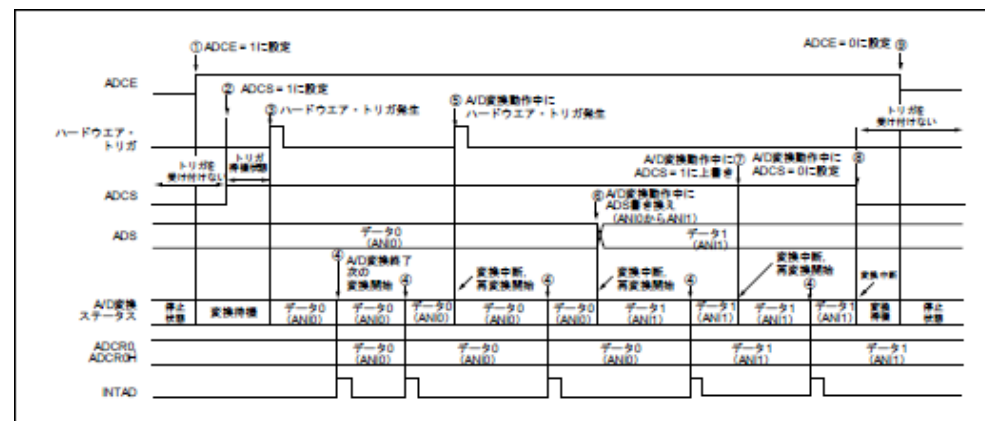 ① ADCE = 1に設定
ADCE = 0に設定 ⑨
ADCE
② ADCS = 1に設定
③ ハードウエア・トリガ発生
⑤ A/D変換動作中に
ハードウエア・トリガ発生
トリガを
受け付けない
ハードウエア・
トリガ
トリガを
受け付けない
トリガ
待機状態
A/D変換動作中に ⑦
ADCS = 1に上書き
A/D変換動作中に ⑧
ADCS = 0に設定
ADCS
⑥ A/D変換動作中に
ADS書き換え
(ANI0からANI1)
ADS
データ0
(ANI0)
データ1
(ANI1)
④ A/D変換終了
次の
変換開始
④
変換中断,
再変換開始
④
変換中断,
再変換開始
④
変換中断,
再変換開始
④
変換中断
A/D変換
ステータス
停止
状態
変換待機
データ0
(ANI0)
データ0
(ANI0)
データ0
(ANI0)
データ0
(ANI0)
データ0
(ANI0)
データ1
(ANI1)
データ1
(ANI1)
データ1
(ANI1)
データ1
(ANI1)
変換
待機
停止
状態
ADCR0,
ADCR0H
データ0
(ANI0)
データ0
(ANI0)
データ0
(ANI0)
データ1
(ANI1)
データ1
(ANI1)
INTAD